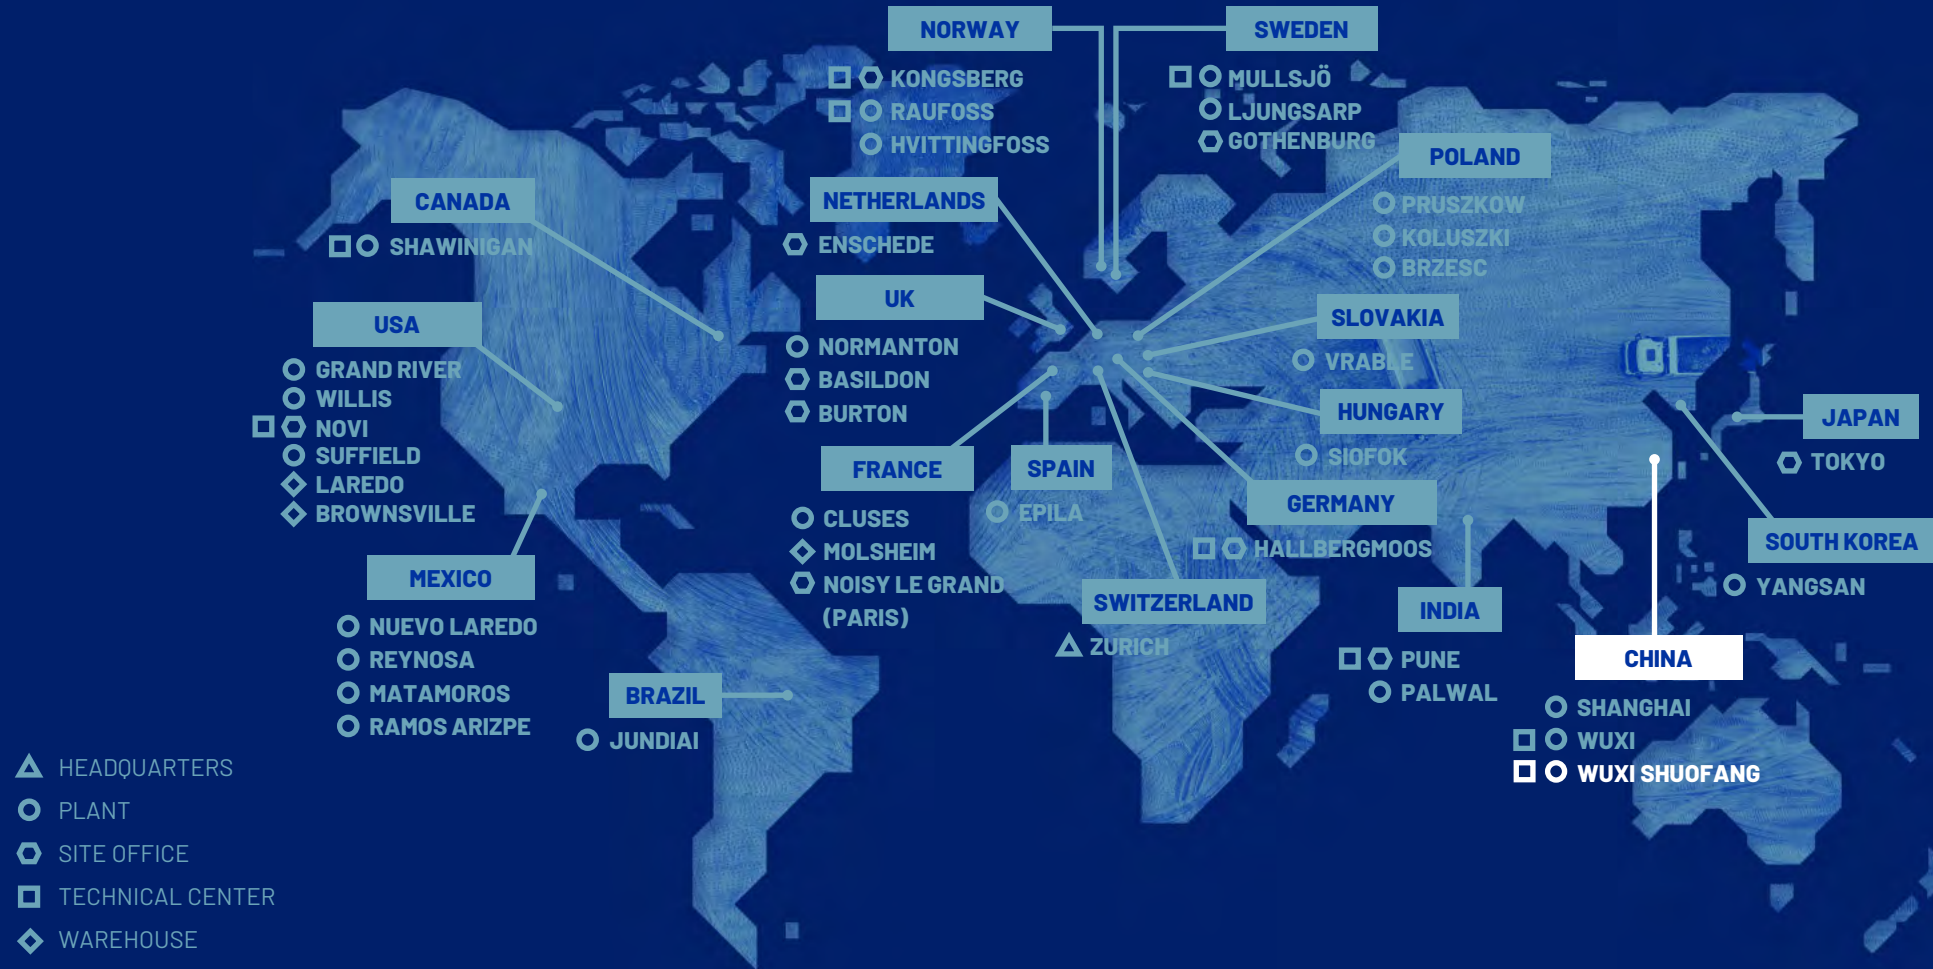 NORWAY
KONGSBERG
RAUFOSS
HVITTINGFOSS
SWEDEN
MULLSJÖ
LJUNGSARP
GOTHENBURG
POLAND
PRUSZKOW
KOLUSZKI
BRZESC
CANADA
SHAWINIGAN
NETHERLANDS
ENSCHEDE
UK
NORMANTON
BASILDON
BURTON
USA
GRAND RIVER
WILLIS
NOVI
SUFFIELD
LAREDO
BROWNSVILLE
SLOVAKIA
VRABLE
HUNGARY
SIOFOK
JAPAN
TOKYO
FRANCE
CLUSES
MOLSHEIM
NOISY LE GRAND
(PARIS)
SPAIN
EPILA
GERMANY
HALLBERGMOOS
SOUTH KOREA
YANGSAN
MEXICO
NUEVO LAREDO
REYNOSA
MATAMOROS
RAMOS ARIZPE
SWITZERLAND
ZURICH
INDIA
PUNE
PALWAL
CHINA
SHANGHAI
WUXI
WUXI SHUOFANG
BRAZIL
JUNDIAI
HEADQUARTERS
PLANT
SITE OFFICE
TECHNICAL CENTER
WAREHOUSE